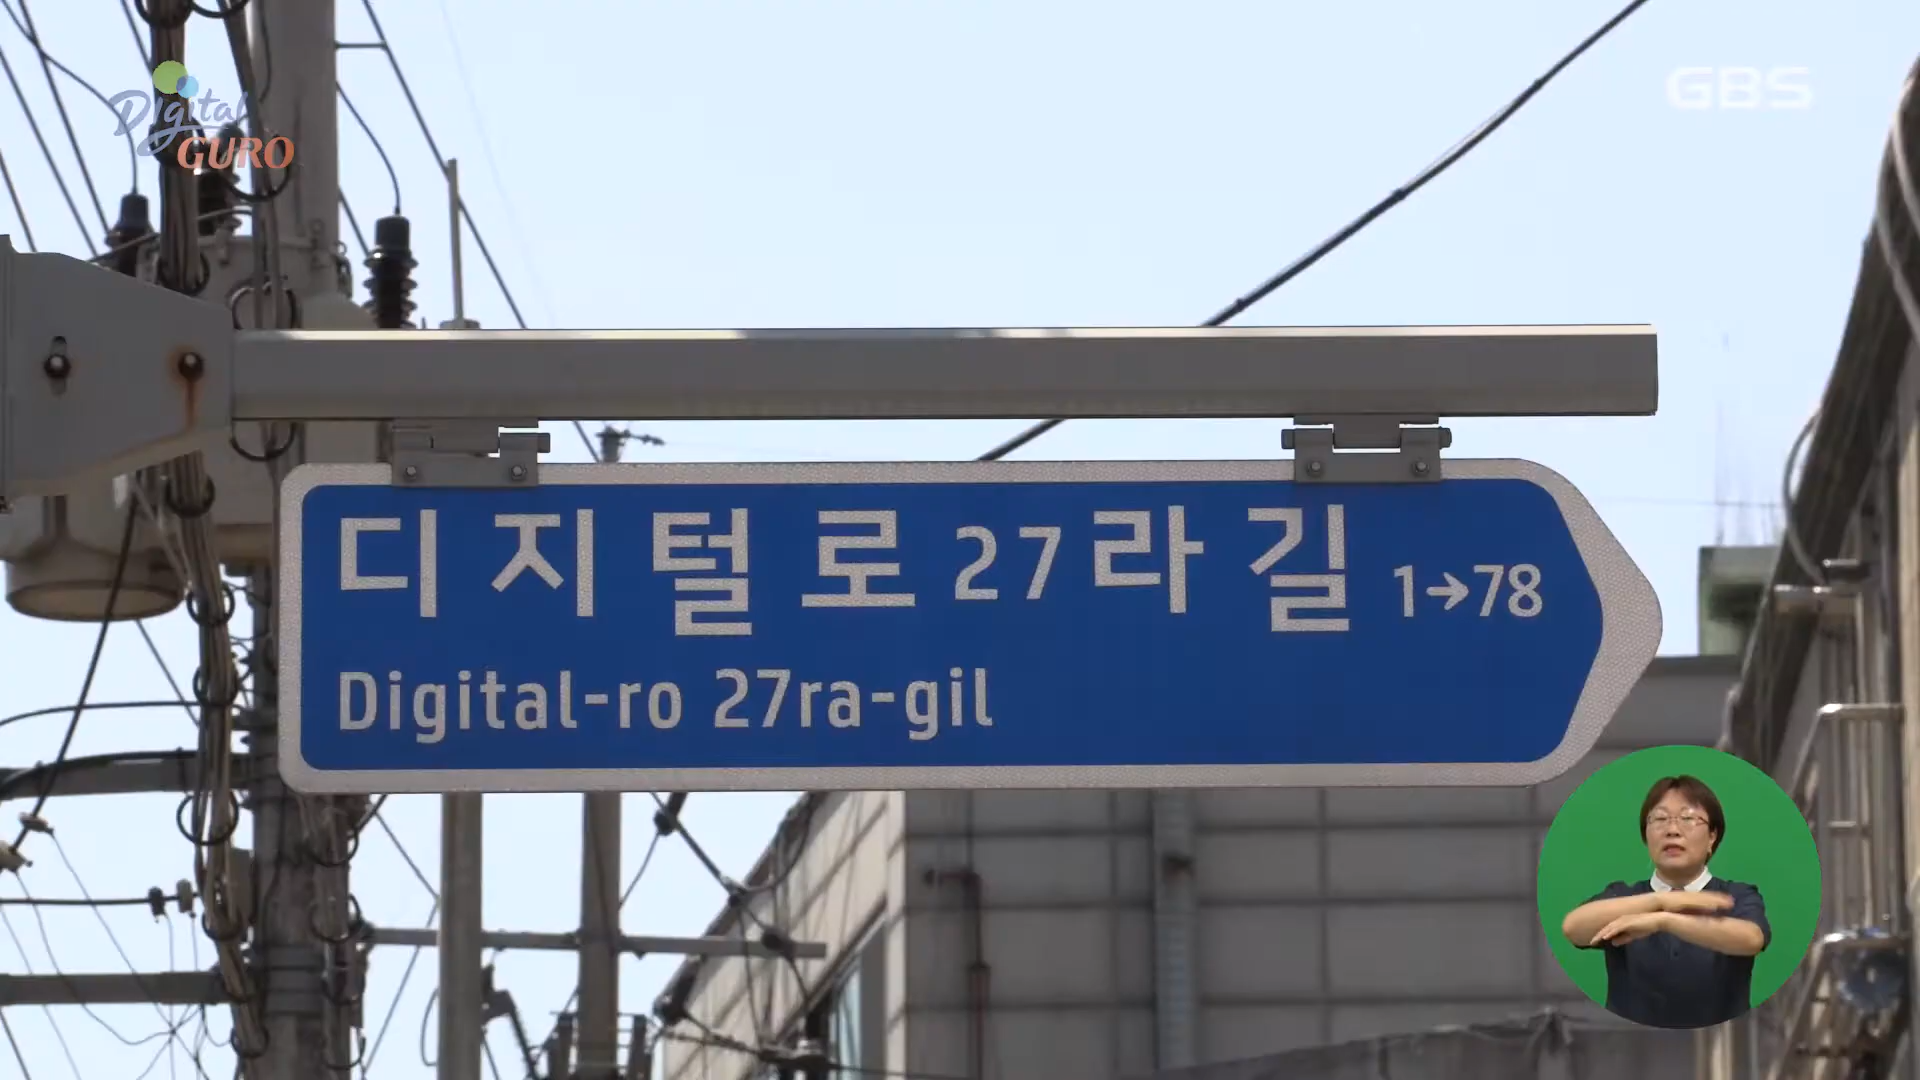 Digital
GURO
GBS
디지털로 27라길 1→78
Digital-ro 27ra-gil